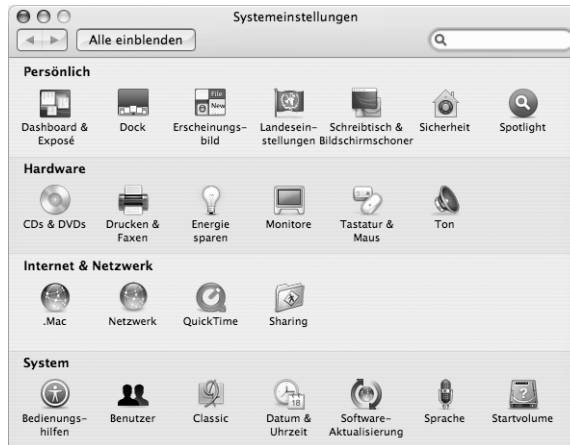 Systemeinstellungen
Alle einblenden
Persönlich
Dashboard & Exposé
Dock
Erscheinungs-
bild
Landesein-
stellungen
Schreibtisch &
Bildschirmschoner
Sicherheit
Spotlight
Hardware
CDs & DVDs
Drucken &
Faxen
Energie
sparen
Monitore
Tastatur &
Maus
Ton
Internet & Netzwerk
.Mac
Netzwerk
QuickTime
Sharing
System
Bedienungs-
hilfen
Benutzer
Classic
Datum &
Uhrzeit
Software-
Aktualisierung
Sprache
Startvolume
File
New
18